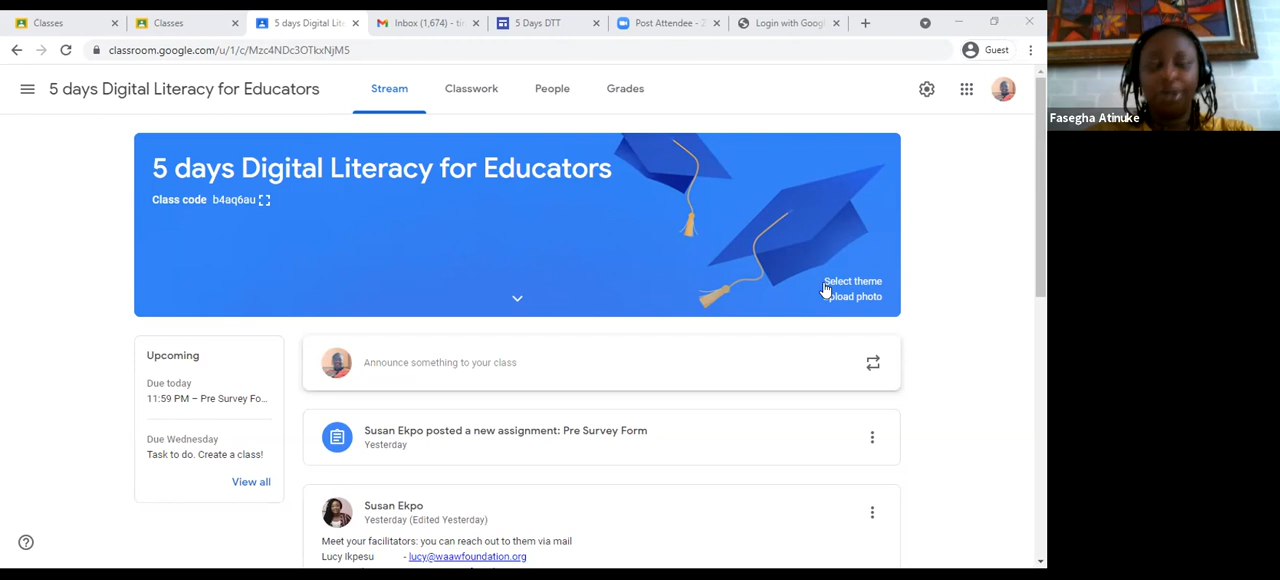 Classes
Classes
5 days Digital Lite
Inbox (1,674) – ti
5 Days DTT
Post Attendee - 2
Login with Goog
classroom.google.com/u/1/c/Mzc4NDc3OTkxNjM5
Guest
5 days Digital Literacy for Educators
Stream
Classwork
People
Grades
Fasegha Atinuke
5 days Digital Literacy for Educators
Class code b4aq6au
Select theme
Upload photo
Upcoming
Due today
11:59 PM – Pre Survey Fo...
Due Wednesday
Task to do. Create a class!
View all
Announce something to your class
Susan Ekpo posted a new assignment: Pre Survey Form
Yesterday
Susan Ekpo
Yesterday (Edited Yesterday)
Meet your facilitators: you can reach out to them via mail
Lucy Ikpesu - lucy@waawfoundation.org